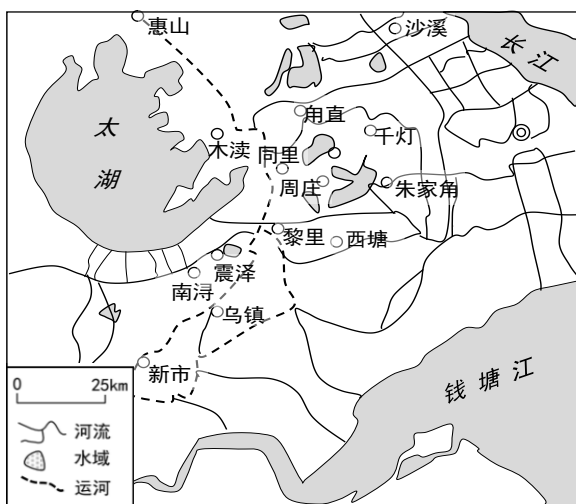 惠山
沙溪
长江
太湖
甪直
千灯
木渎
同里
周庄
朱家角
黎里
西塘
震泽
南浔
乌镇
新市
钱塘江
0 25km
河流
水域
运河